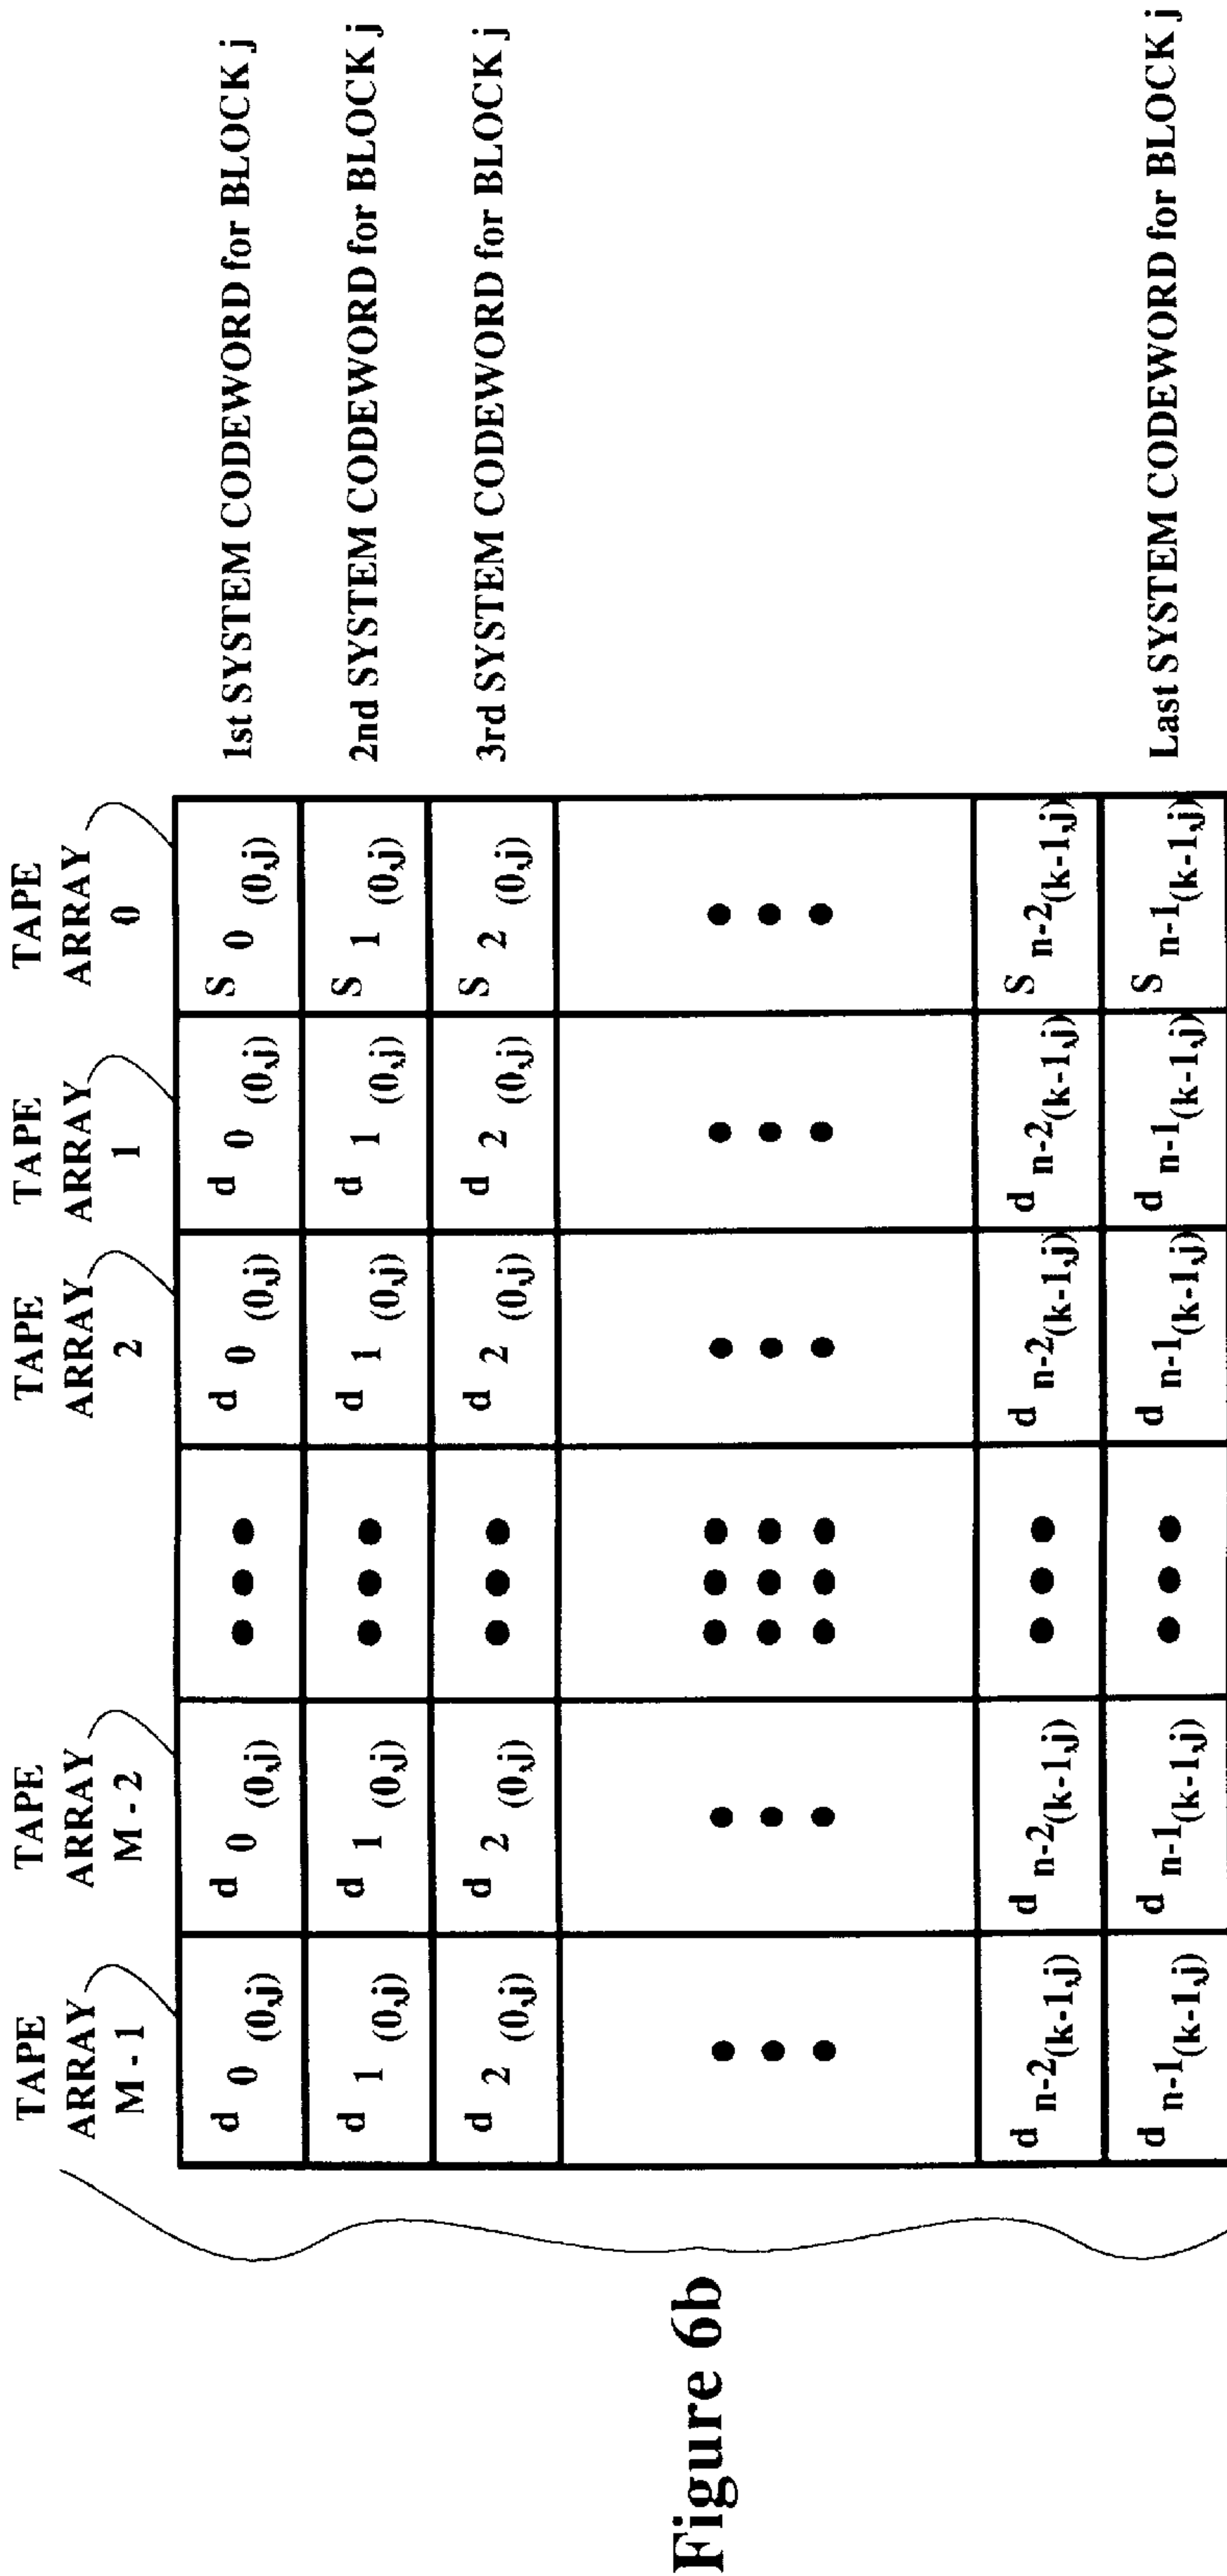 TAPE ARRAY M - 1
TAPE ARRAY M - 2
TAPE ARRAY 2
TAPE ARRAY 1
TAPE ARRAY 0
d 0 (0,j) d 0 (0,j) ● ● ● d 0 (0,j) d 0 (0,j) S 0 (0,j) 1st SYSTEM CODEWORD for BLOCK j
d 1 (0,j) d 1 (0,j) ● ● ● d 1 (0,j) d 1 (0,j) S 1 (0,j) 2nd SYSTEM CODEWORD for BLOCK j
d 2 (0,j) d 2 (0,j) ● ● ● d 2 (0,j) d 2 (0,j) S 2 (0,j) 3rd SYSTEM CODEWORD for BLOCK j
d n-2(k-1,j) d n-2(k-1,j) ● ● ● d n-2(k-1,j) d n-2(k-1,j) S n-2(k-1,j)
d n-1(k-1,j) d n-1(k-1,j) ● ● ● d n-1(k-1,j) d n-1(k-1,j) S n-1(k-1,j) Last SYSTEM CODEWORD for BLOCK j
Figure 6b